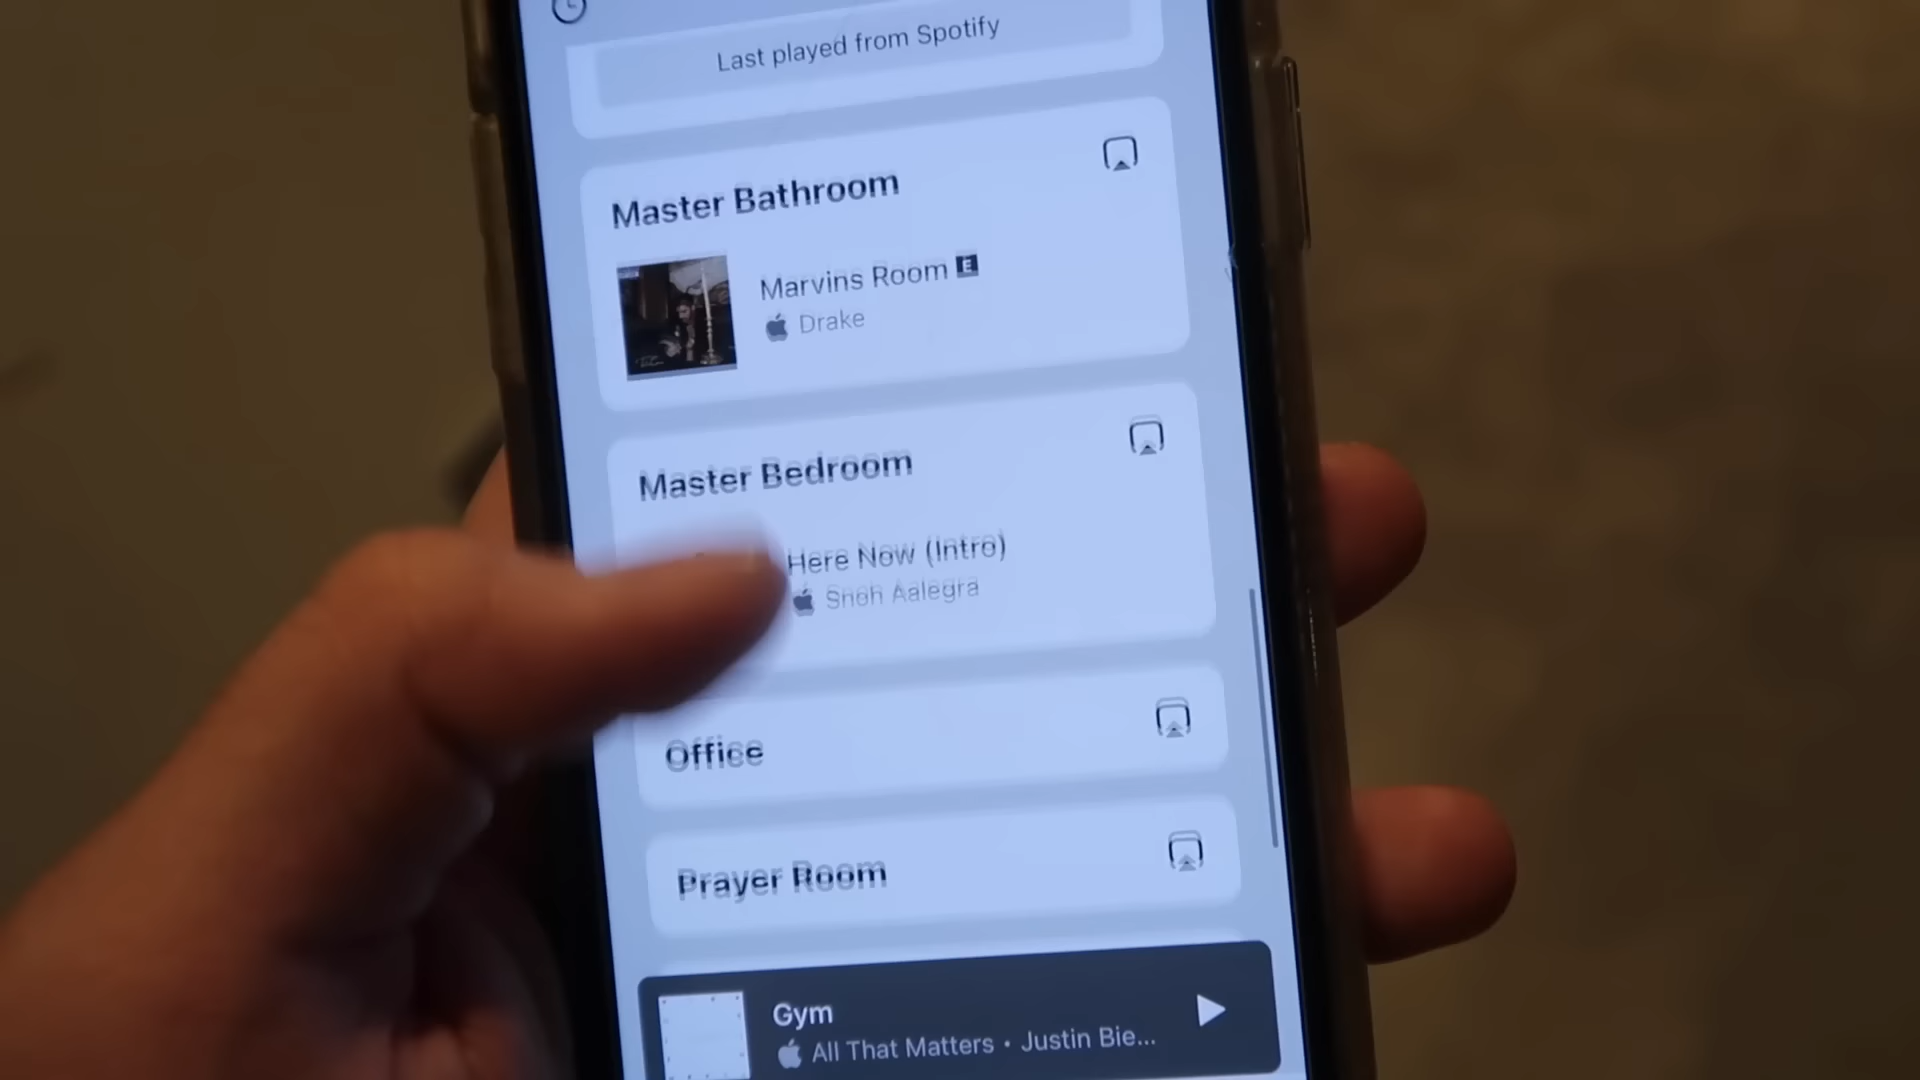 Last played from Spotify
Master Bathroom
Marvins Room E
Drake
Master Bedroom
Here Now (Intro)
Snoh Aalegra
Office
Prayer Room
Gym
All That Matters • Justin Bie...